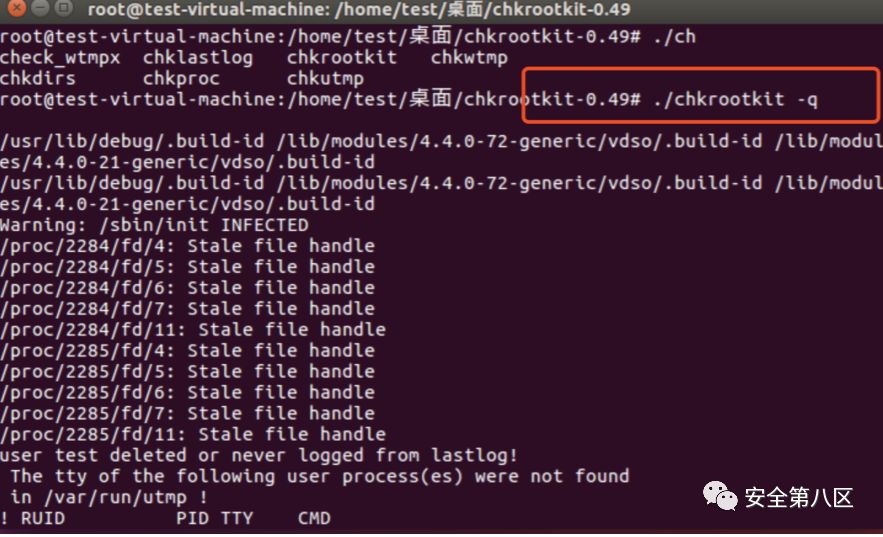 root@test-virtual-machine: /home/test/桌面/chkrootkit-0.49
root@test-virtual-machine:/home/test/桌面/chkrootkit-0.49# ./ch
check_wtmpx  chklastlog   chkrootkit   chkwtmp
chkdirs      chkproc      chkutmp
root@test-virtual-machine:/home/test/桌面/chkrootkit-0.49# ./chkrootkit -q
/usr/lib/debug/.build-id /lib/modules/4.4.0-72-generic/vdso/.build-id /lib/modul
es/4.4.0-21-generic/vdso/.build-id
/usr/lib/debug/.build-id /lib/modules/4.4.0-72-generic/vdso/.build-id /lib/modul
es/4.4.0-21-generic/vdso/.build-id
Warning: /sbin/init INFECTED
/proc/2284/fd/4: Stale file handle
/proc/2284/fd/5: Stale file handle
/proc/2284/fd/6: Stale file handle
/proc/2284/fd/7: Stale file handle
/proc/2284/fd/11: Stale file handle
/proc/2285/fd/4: Stale file handle
/proc/2285/fd/5: Stale file handle
/proc/2285/fd/6: Stale file handle
/proc/2285/fd/7: Stale file handle
/proc/2285/fd/11: Stale file handle
user test deleted or never logged from lastlog!
 The tty of the following user process(es) were not found
 in /var/run/utmp !
! RUID          PID TTY    CMD
安全第八区